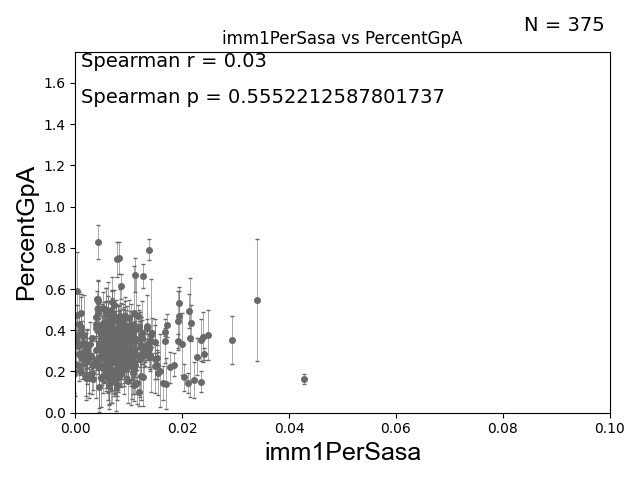 N = 375
imm1PerSasa vs PercentGpA
Spearman r = 0.03
Spearman p = 0.5552212587801737
PercentGpA
1.6
1.4
1.2
1.0
0.8
0.6
0.4
0.2
0.0
0.00 0.02 0.04 0.06 0.08 0.10
imm1PerSasa